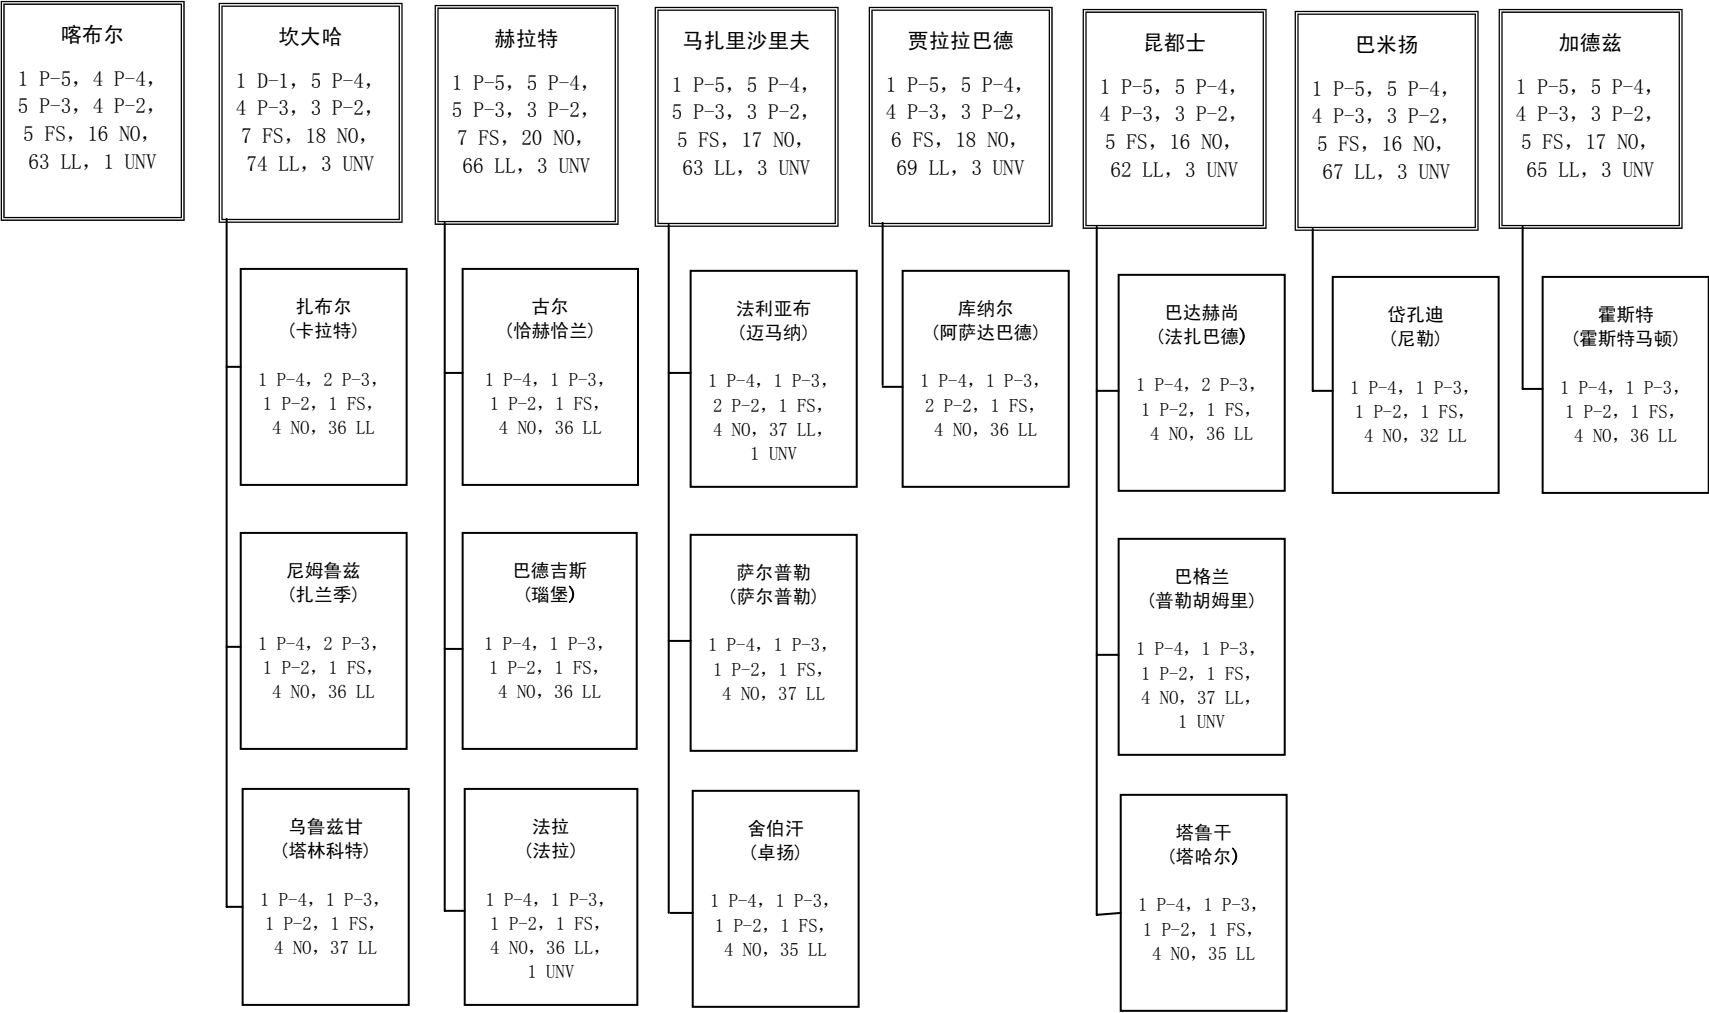 喀布尔
1 P-5，4 P-4，
5 P-3，4 P-2，
5 FS，16 NO，
63 LL，1 UNV
坎大哈
1 D-1，5 P-4，
4 P-3，3 P-2，
7 FS，18 NO，
74 LL，3 UNV
赫拉特
1 P-5，5 P-4，
5 P-3，3 P-2，
7 FS，20 NO，
66 LL，3 UNV
马扎里沙里夫
1 P-5，5 P-4，
5 P-3，3 P-2，
5 FS，17 NO，
63 LL，3 UNV
贾拉拉巴德
1 P-5，5 P-4，
4 P-3，3 P-2，
6 FS，18 NO，
69 LL，3 UNV
昆都士
1 P-5，5 P-4，
4 P-3，3 P-2，
5 FS，16 NO，
62 LL，3 UNV
巴米扬
1 P-5，5 P-4，
4 P-3，3 P-2，
5 FS，16 NO，
67 LL，3 UNV
加德兹
1 P-5，5 P-4，
4 P-3，3 P-2，
5 FS，17 NO，
65 LL，3 UNV
扎布尔
（卡拉特）
1 P-4，2 P-3，
1 P-2，1 FS，
4 NO，36 LL
古尔
（恰赫恰兰）
1 P-4，1 P-3，
1 P-2，1 FS，
4 NO，36 LL
法利亚布
（迈马纳）
1 P-4，1 P-3，
2 P-2，1 FS，
4 NO，37 LL，
1 UNV
库纳尔
（阿萨达巴德）
1 P-4，1 P-3，
2 P-2，1 FS，
4 NO，36 LL
巴达赫尚
（法扎巴德）
1 P-4，2 P-3，
1 P-2，1 FS，
4 NO，36 LL
岱孔迪
（尼勒）
1 P-4，1 P-3，
1 P-2，1 FS，
4 NO，32 LL
霍斯特
（霍斯特马顿）
1 P-4，1 P-3，
1 P-2，1 FS，
4 NO，36 LL
尼姆鲁兹
（扎兰季）
1 P-4，2 P-3，
1 P-2，1 FS，
4 NO，36 LL
巴德吉斯
（瑙堡）
1 P-4，1 P-3，
1 P-2，1 FS，
4 NO，36 LL
萨尔普勒
（萨尔普勒）
1 P-4，1 P-3，
1 P-2，1 FS，
4 NO，37 LL
巴格兰
（普勒胡姆里）
1 P-4，1 P-3，
1 P-2，1 FS，
4 NO，37 LL，
1 UNV
乌鲁兹甘
（塔林科特）
1 P-4，1 P-3，
1 P-2，1 FS，
4 NO，37 LL
法拉
（法拉）
1 P-4，1 P-3，
1 P-2，1 FS，
4 NO，36 LL，
1 UNV
舍伯汗
（卓扬）
1 P-4，1 P-3，
1 P-2，1 FS，
4 NO，35 LL
塔鲁干
（塔哈尔）
1 P-4，1 P-3，
1 P-2，1 FS，
4 NO，35 LL